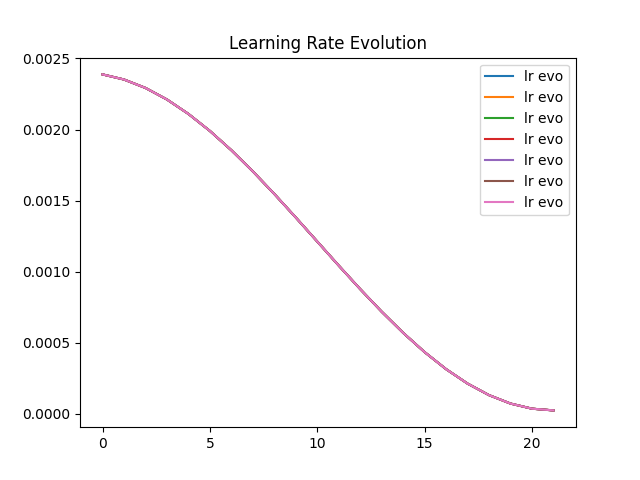 Learning Rate Evolution
0.0025
0.0020
0.0015
0.0010
0.0005
0.0000
lr evo
lr evo
lr evo
lr evo
lr evo
lr evo
lr evo
0 5 10 15 20